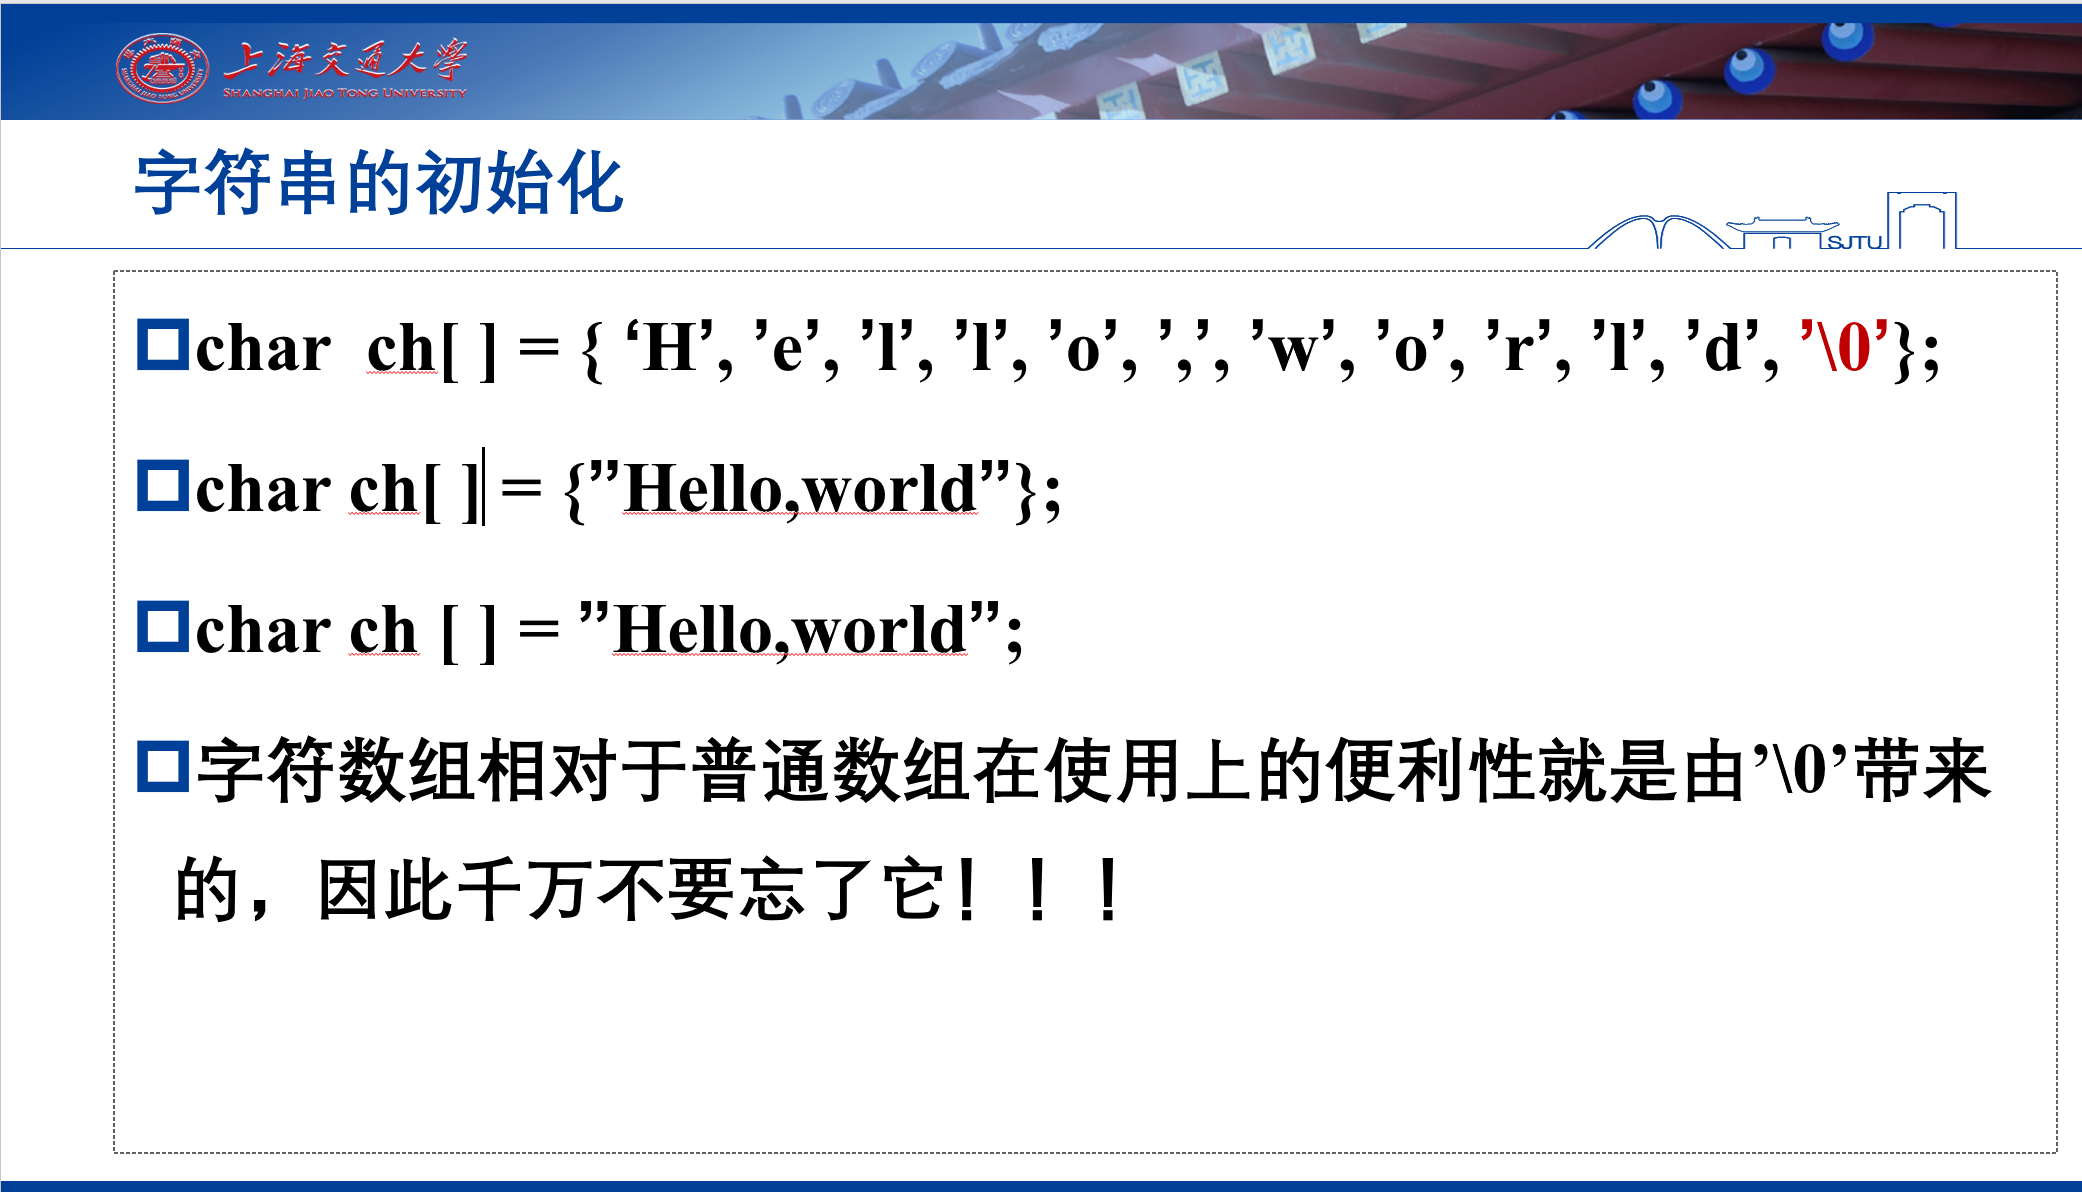 上海交通大学
SHANGHAI JIAO TONG UNIVERSITY
字符串的初始化
SJTU
char  ch[ ] = { ‘H’, ’e’, ’l’, ’l’, ’o’, ’,’, ’w’, ’o’, ’r’, ’l’, ’d’, ’\0’};
char ch[ ] = {”Hello,world”};
char ch [ ] = ”Hello,world”;
字符数组相对于普通数组在使用上的便利性就是由’\0’带来
的，因此千万不要忘了它！！！